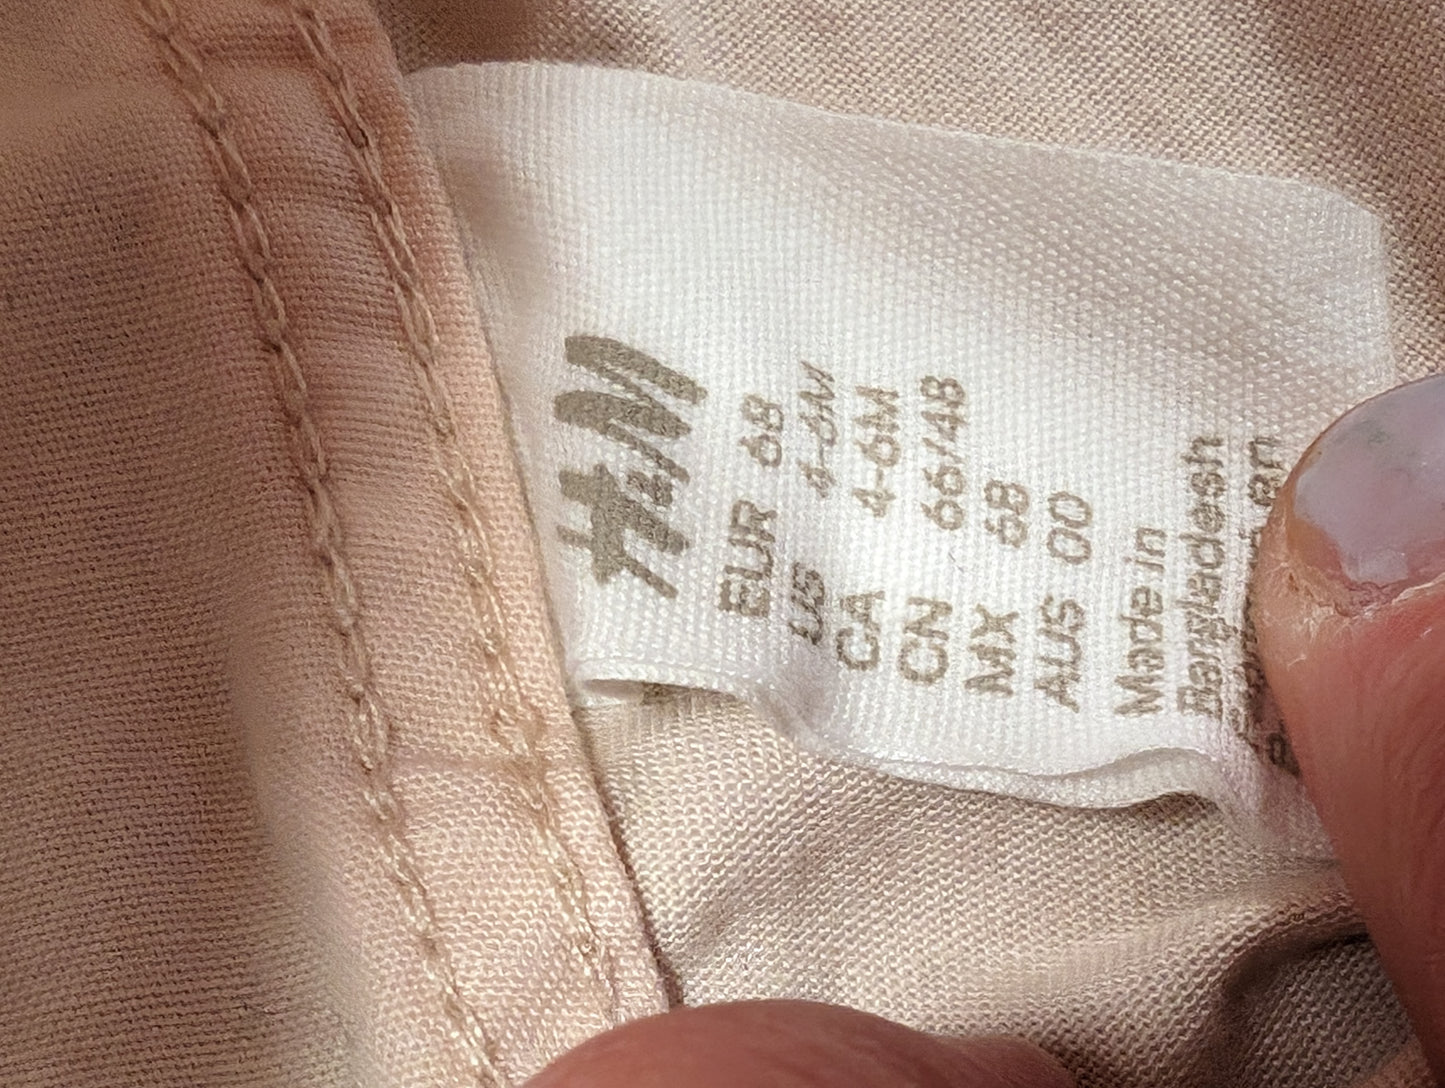 H&M
EUR 68
US 4-6M
CA 4-6M
CN 66/48
MX 68
AUS 00
Made in
Bangladesh